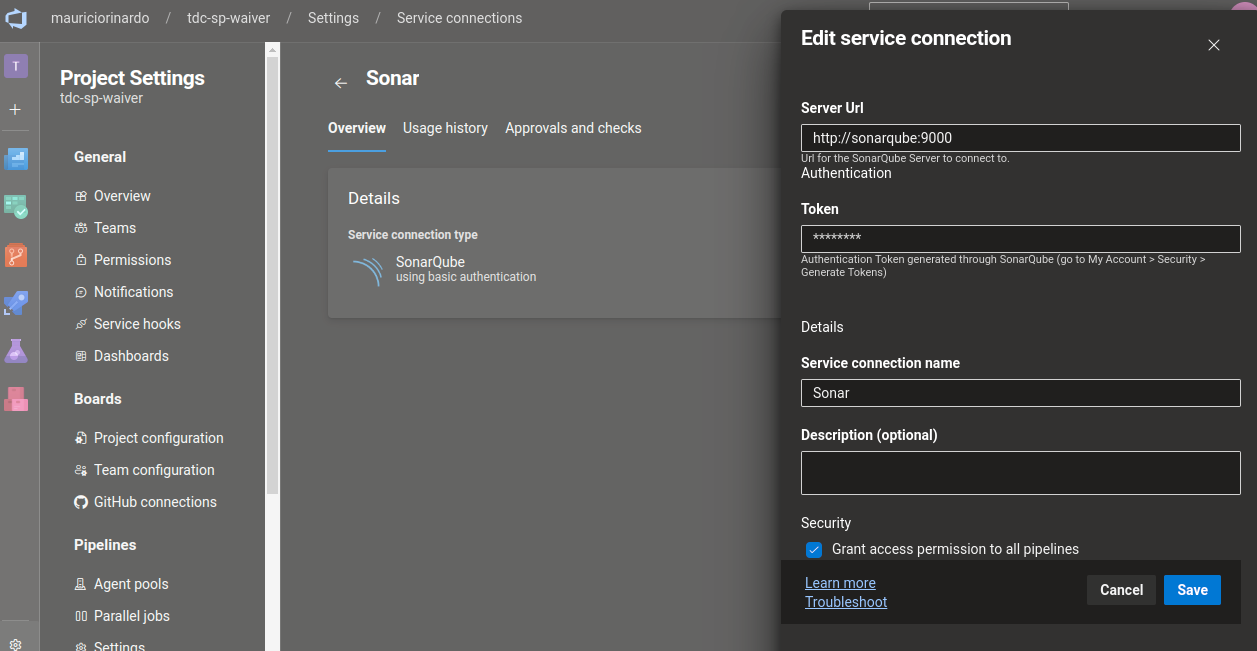 mauriciorinardo / tdc-sp-waiver / Settings / Service connections
T
Project Settings
tdc-sp-waiver
General
Overview
Teams
Permissions
Notifications
Service hooks
Dashboards
Boards
Project configuration
Team configuration
GitHub connections
Pipelines
Agent pools
Parallel jobs
Settings
Sonar
Overview Usage history Approvals and checks
Details
Service connection type
SonarQube
using basic authentication
Edit service connection
Server Url
http://sonarqube:9000
Url for the SonarQube Server to connect to.
Authentication
Token
********
Authentication Token generated through SonarQube (go to My Account > Security >
Generate Tokens)
Details
Service connection name
Sonar
Description (optional)
Security
Grant access permission to all pipelines
Learn more
Troubleshoot
Cancel Save